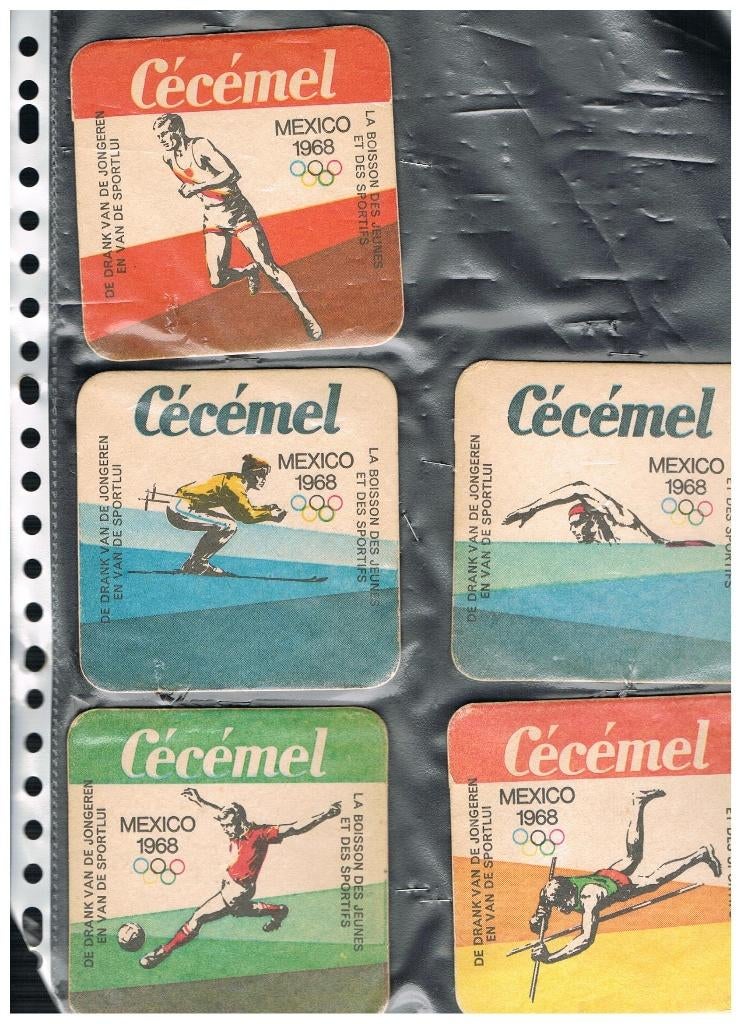 Cécémel
DE DRANK VAN DE JONGEREN
EN VAN DE SPORTLUI
MEXICO
1968
LA BOISSON DES JEUNES
ET DES SPORTIFS
Cécémel
DE DRANK VAN DE JONGEREN
EN VAN DE SPORTLUI
MEXICO
1968
LA BOISSON DES JEUNES
ET DES SPORTIFS
Cécémel
DE DRANK VAN DE JONGEREN
EN VAN DE SPORTLUI
MEXICO
1968
ET DES SPORTIFS
Cécémel
DE DRANK VAN DE JONGEREN
EN VAN DE SPORTLUI
MEXICO
1968
LA BOISSON DES JEUNES
ET DES SPORTIFS
Cécémel
DE DRANK VAN DE JONGEREN
EN VAN DE SPORTLUI
MEXICO
1968